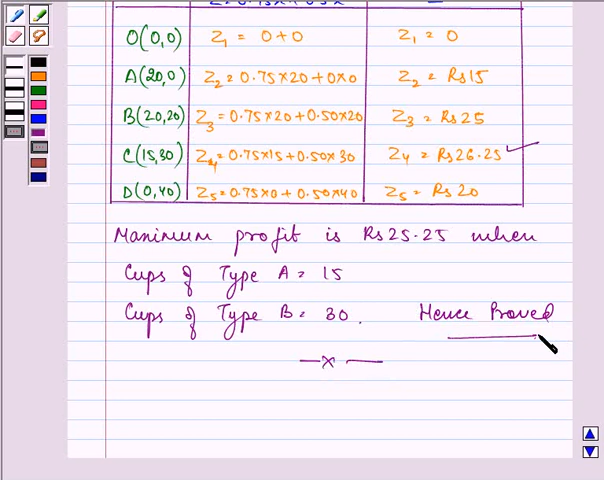 O(0,0) Z1 = 0+0 Z1 = 0
A(20,0) Z2 = 0.75×20+0×0 Z2 = Rs15
B(20,20) Z3 = 0.75×20+0.50×20 Z3 = Rs25
C(15,30) Z4 = 0.75×15+0.50×30 Z4 = Rs26.25
D(0,40) Z5 = 0.75×0+0.50×40 Z5 = Rs20
Maximum profit is Rs25.25 when
Cups of Type A = 15
Cups of Type B = 30. Hence Proved
—×—